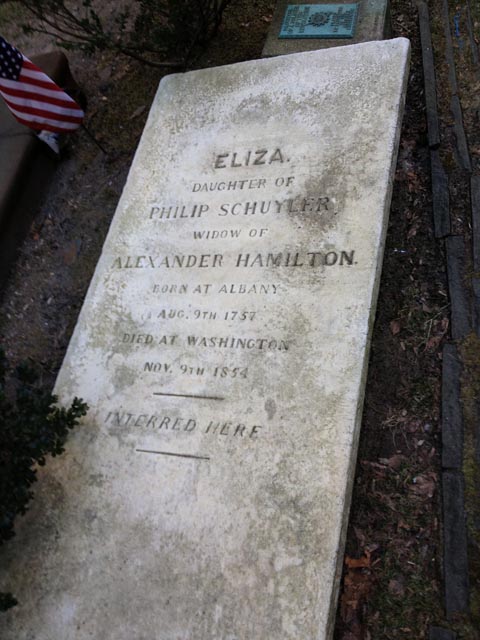 ELIZA.
DAUGHTER OF
PHILIP SCHUYLER
WIDOW OF
ALEXANDER HAMILTON.
BORN AT ALBANY
AUG. 9TH 1757
DIED AT WASHINGTON
NOV. 9TH 1854
INTERRED HERE